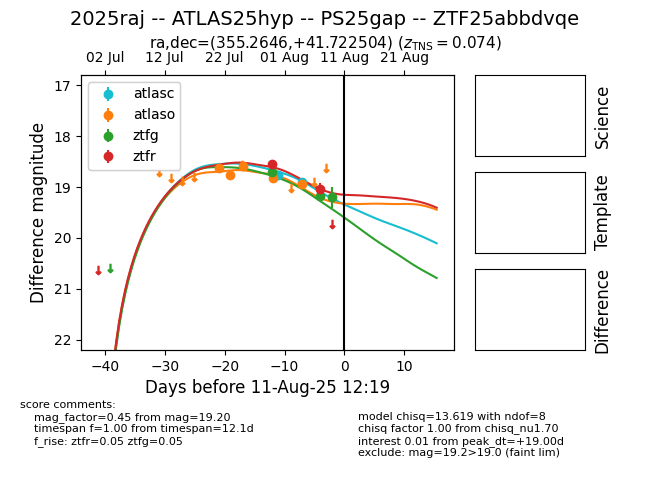 2025raj -- ATLAS25hyp -- PS25gap -- ZTF25abbdvqe
ra,dec=(355.2646,+41.722504) (z_TNS = 0.074)
02 Jul 12 Jul 22 Jul 01 Aug 11 Aug 21 Aug
atlasc
atlaso
ztfg
ztfr
17
18
19
20
21
22
Difference magnitude
−40 −30 −20 −10 0 10
Days before 11-Aug-25 12:19
Science
Template
Difference
score comments:
mag_factor=0.45 from mag=19.20
timespan f=1.00 from timespan=12.1d
f_rise: ztfr=0.05 ztfg=0.05
model chisq=13.619 with ndof=8
chisq factor 1.00 from chisq_nu1.70
interest 0.01 from peak_dt=+19.00d
exclude: mag=19.2>19.0 (faint lim)